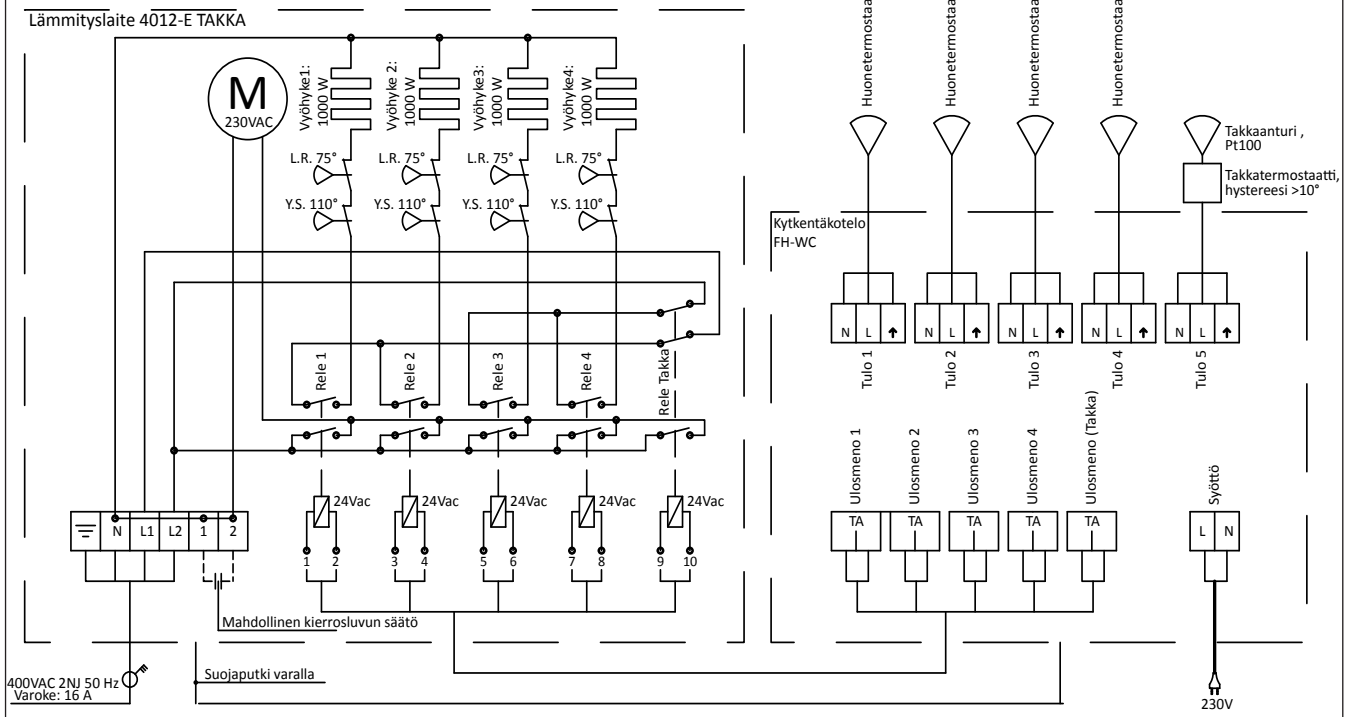 Lämmityslaite 4012-E TAKKA
M
230VAC
Vyöhyke1:
1000 W
Vyöhyke 2:
1000 W
Vyöhyke3:
1000 W
Vyöhyke4:
1000 W
L.R. 75°
L.R. 75°
L.R. 75°
L.R. 75°
Y.S. 110°
Y.S. 110°
Y.S. 110°
Y.S. 110°
Rele 1
Rele 2
Rele 3
Rele 4
Rele Takka
24Vac
24Vac
24Vac
24Vac
24Vac
N L1 L2 1 2
1 2 3 4 5 6 7 8 9 10
Mahdollinen kierrosluvun säätö
Suojaputki varalla
400VAC 2NJ 50 Hz
Varoke: 16 A
Huonetermostaa
Huonetermostaa
Huonetermostaa
Huonetermostaa
Takkaanturi ,
Pt100
Takkatermostaatti,
hystereesi >10°
Kytkentäkotelo
FH-WC
N L ↑
N L ↑
N L ↑
N L ↑
N L ↑
Tulo 1
Tulo 2
Tulo 3
Tulo 4
Tulo 5
Ulosmeno 1
Ulosmeno 2
Ulosmeno 3
Ulosmeno 4
Ulosmeno (Takka)
Syöttö
TA
TA
TA
TA
TA
L N
230V